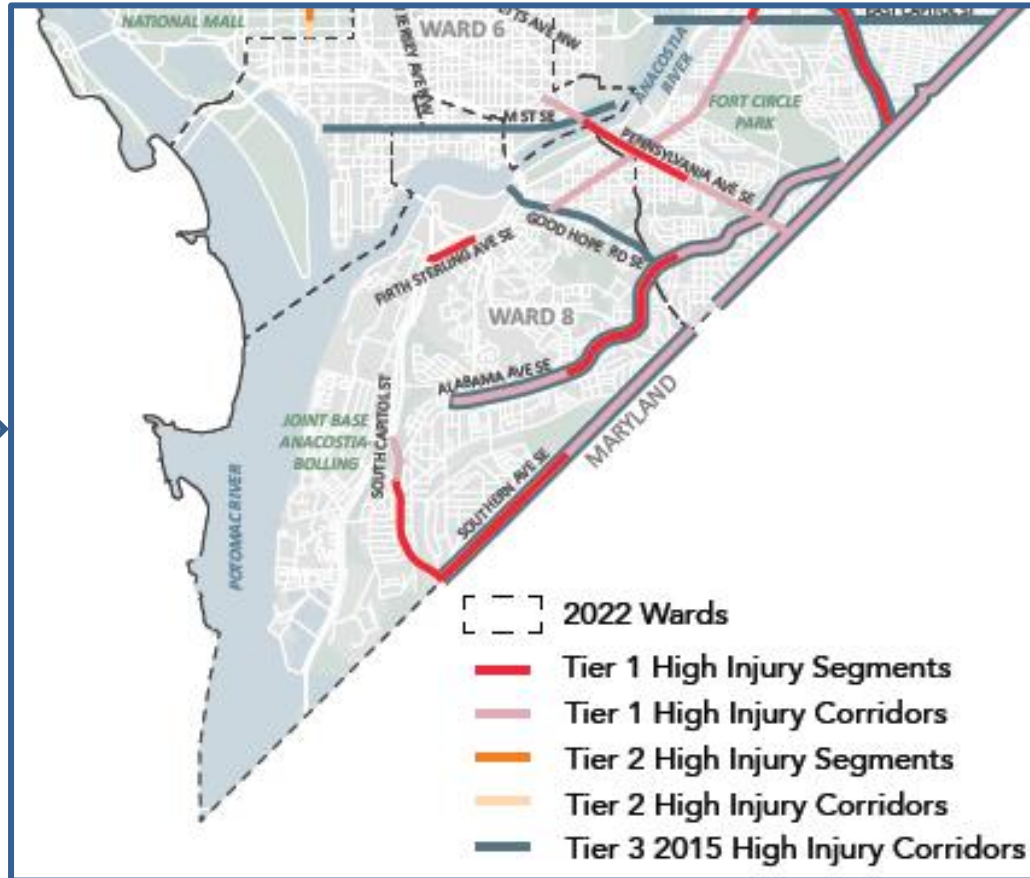 NATIONAL MALL
WARD 6
EAST CAPITOL ST
ANACOSTIA
RIVER
FORT CIRCLE
PARK
M ST SE
PENNSYLVANIA AVE SE
GOOD HOPE RD SE
FIRTH STERLING AVE SE
WARD 8
ALABAMA AVE SE
MARYLAND
JOINT BASE
ANACOSTIA-
BOLLING
SOUTH CAPITOL ST
SOUTHERN AVE SE
POTOMAC RIVER
2022 Wards
Tier 1 High Injury Segments
Tier 1 High Injury Corridors
Tier 2 High Injury Segments
Tier 2 High Injury Corridors
Tier 3 2015 High Injury Corridors